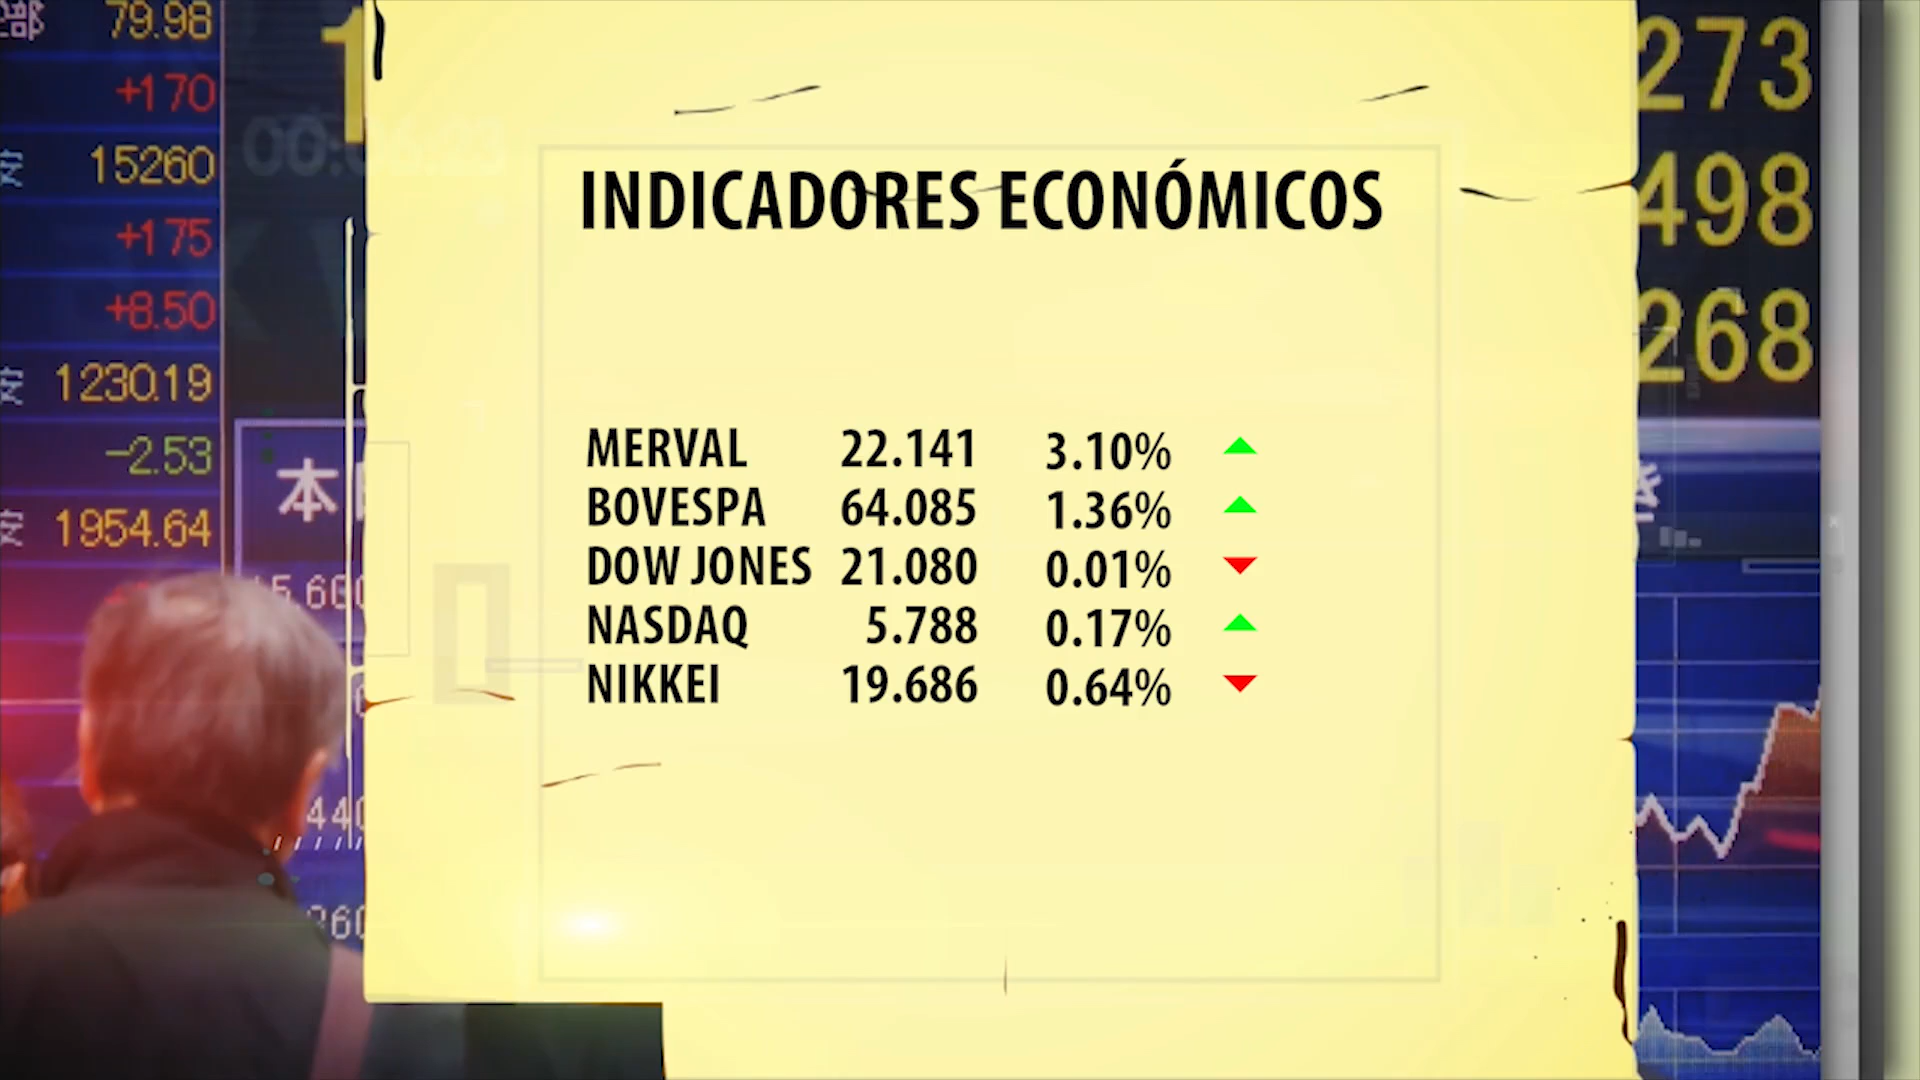 INDICADORES ECONÓMICOS
MERVAL 22.141 3.10%
BOVESPA 64.085 1.36%
DOW JONES 21.080 0.01%
NASDAQ 5.788 0.17%
NIKKEI 19.686 0.64%
79.98
+170
15260
+175
+8.50
1230.19
-2.53
1954.64
本
273
498
268